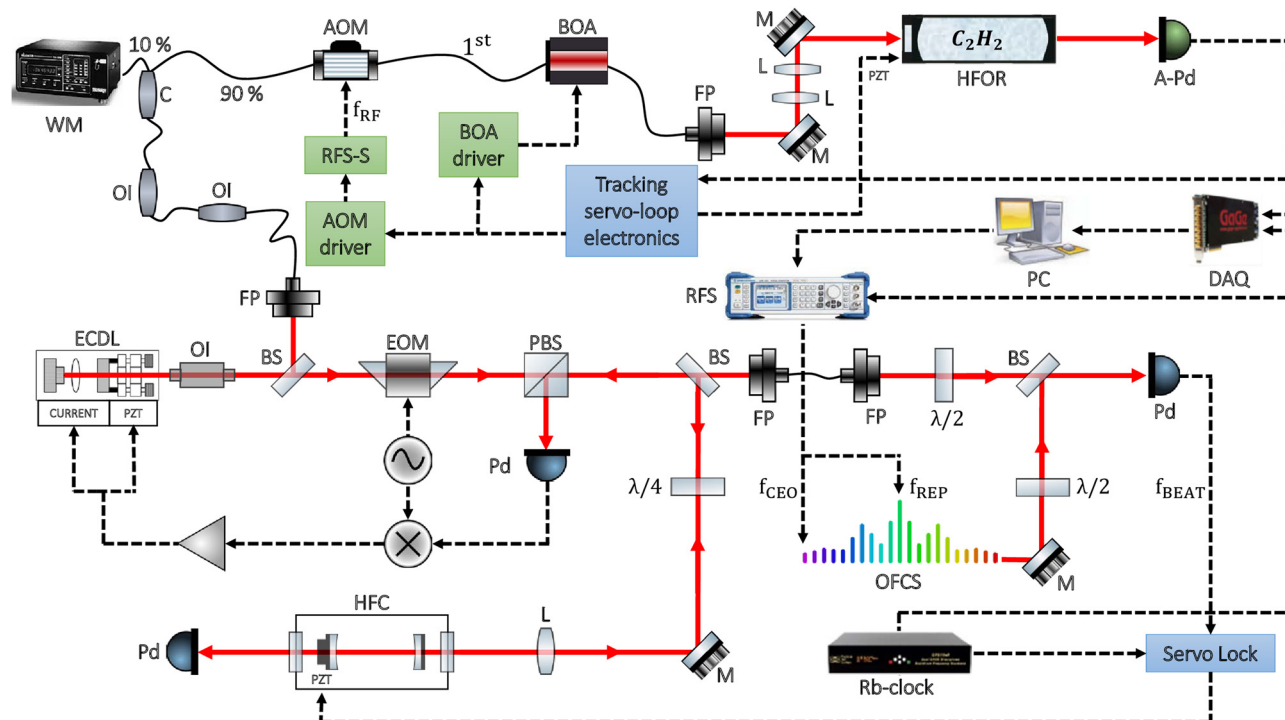 10 %
AOM
1st
BOA
M
C2H2
HFOR
A-Pd
WM
C
90 %
fRF
L
PZT
L
FP
M
RFS-S
BOA
driver
OI
OI
AOM
driver
Tracking
servo-loop
electronics
GaGe
PC
DAQ
RFS
FP
ECDL
OI
BS
EOM
PBS
BS
BS
CURRENT
PZT
FP
FP
λ/2
Pd
Pd
λ/4
fCEO
fREP
λ/2
fBEAT
OFCS
M
HFC
L
Pd
PZT
M
Rb-clock
Servo Lock